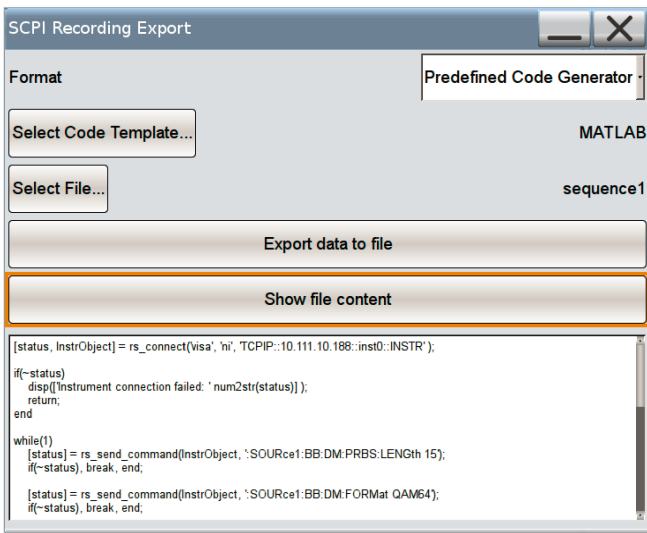 SCPI Recording Export
Format
Predefined Code Generator
Select Code Template...
MATLAB
Select File...
sequence1
Export data to file
Show file content
[status, InstrObject] = rs_connect('visa', 'ni', 'TCPIP::10.111.10.188::inst0::INSTR' );
if(~status)
disp(['Instrument connection failed: ' num2str(status)] );
return;
end
while(1)
[status] = rs_send_command(InstrObject, ':SOURce1:BB:DM:PRBS:LENGth 15');
if(~status), break, end;
[status] = rs_send_command(InstrObject, ':SOURce1:BB:DM:FORMat QAM64');
if(~status), break, end;